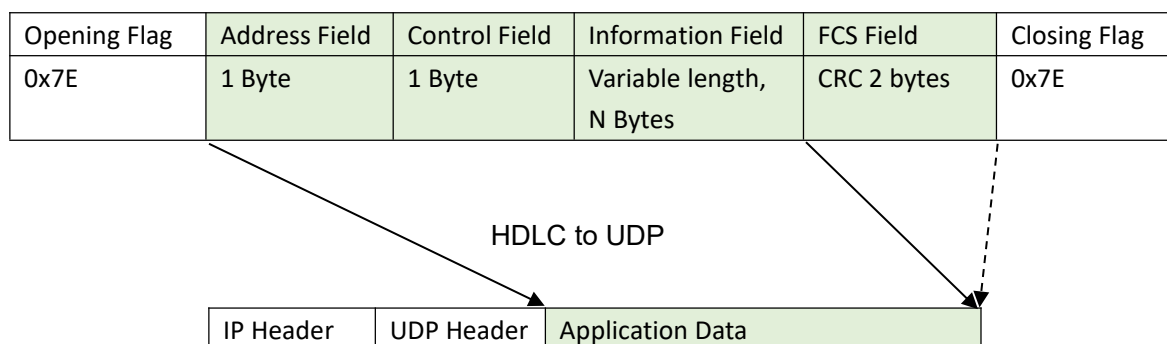 Opening Flag Address Field Control Field Information Field FCS Field Closing Flag
0x7E 1 Byte 1 Byte Variable length, CRC 2 bytes 0x7E
N Bytes
HDLC to UDP
IP Header UDP Header Application Data